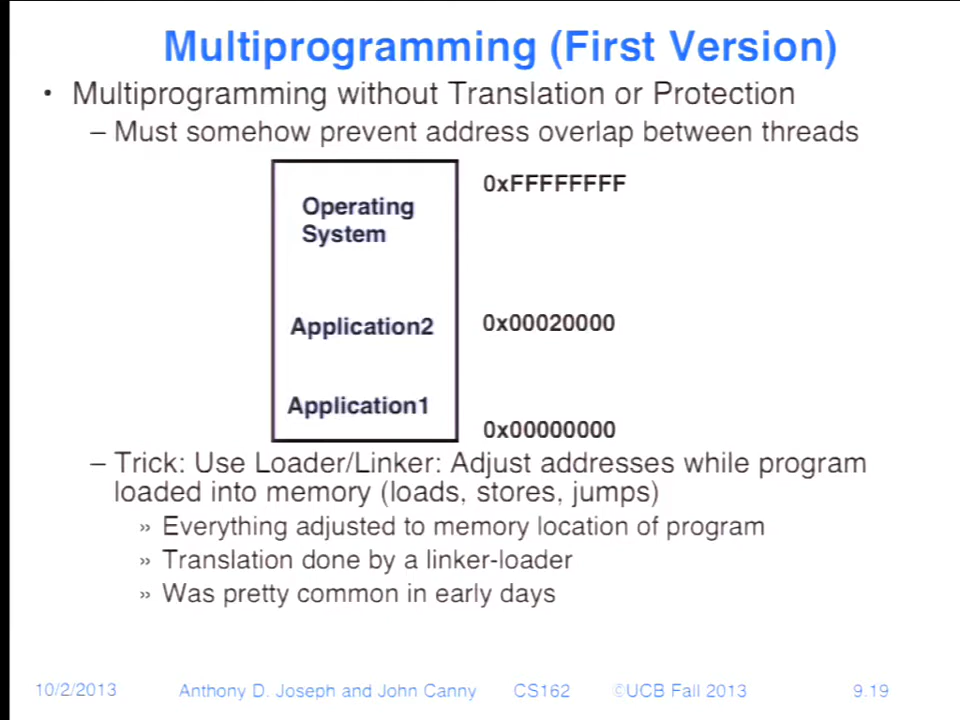 Multiprogramming (First Version)
• Multiprogramming without Translation or Protection
– Must somehow prevent address overlap between threads
0xFFFFFFFF
Operating
System
Application2 0x00020000
Application1
0x00000000
– Trick: Use Loader/Linker: Adjust addresses while program
loaded into memory (loads, stores, jumps)
» Everything adjusted to memory location of program
» Translation done by a linker-loader
» Was pretty common in early days
10/2/2013 Anthony D. Joseph and John Canny CS162 ©UCB Fall 2013 9.19